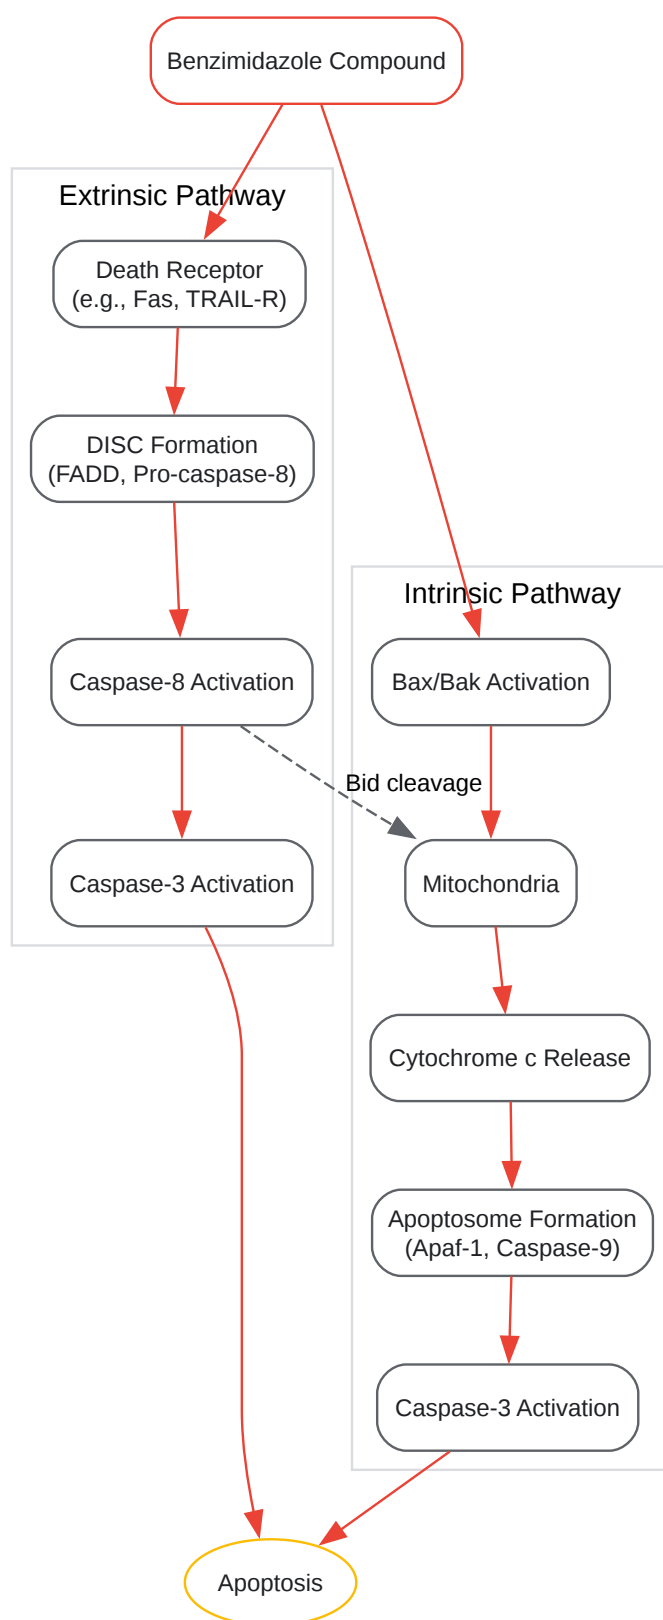 Benzimidazole Compound
Extrinsic Pathway
Death Receptor
(e.g., Fas, TRAIL-R)
DISC Formation
(FADD, Pro-caspase-8)
Intrinsic Pathway
Caspase-8 Activation
Bax/Bak Activation
Bid cleavage
Caspase-3 Activation
Mitochondria
Cytochrome c Release
Apoptosome Formation
(Apaf-1, Caspase-9)
Caspase-3 Activation
Apoptosis